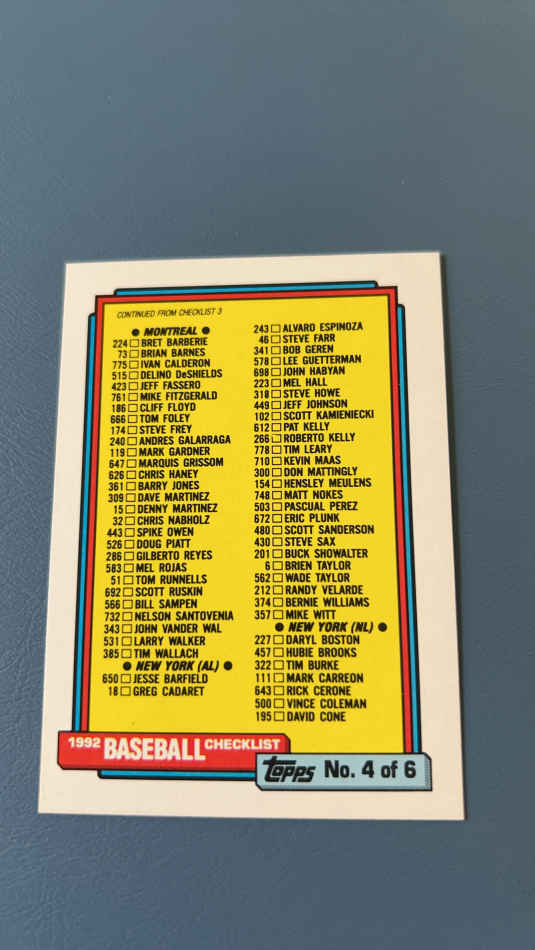 CONTINUED FROM CHECKLIST 3
● MONTREAL ●
224 □ BRET BARBERIE
73 □ BRIAN BARNES
775 □ IVAN CALDERON
515 □ DELINO DeSHIELDS
423 □ JEFF FASSERO
761 □ MIKE FITZGERALD
186 □ CLIFF FLOYD
666 □ TOM FOLEY
174 □ STEVE FREY
240 □ ANDRES GALARRAGA
119 □ MARK GARDNER
647 □ MARQUIS GRISSOM
626 □ CHRIS HANEY
361 □ BARRY JONES
309 □ DAVE MARTINEZ
15 □ DENNY MARTINEZ
32 □ CHRIS NABHOLZ
443 □ SPIKE OWEN
526 □ DOUG PIATT
286 □ GILBERTO REYES
583 □ MEL ROJAS
51 □ TOM RUNNELLS
692 □ SCOTT RUSKIN
566 □ BILL SAMPEN
732 □ NELSON SANTOVENIA
343 □ JOHN VANDER WAL
531 □ LARRY WALKER
385 □ TIM WALLACH
● NEW YORK (AL) ●
650 □ JESSE BARFIELD
18 □ GREG CADARET
243 □ ALVARO ESPINOZA
46 □ STEVE FARR
341 □ BOB GEREN
578 □ LEE GUETTERMAN
698 □ JOHN HABYAN
223 □ MEL HALL
318 □ STEVE HOWE
449 □ JEFF JOHNSON
102 □ SCOTT KAMIENIECKI
612 □ PAT KELLY
266 □ ROBERTO KELLY
778 □ TIM LEARY
710 □ KEVIN MAAS
300 □ DON MATTINGLY
154 □ HENSLEY MEULENS
748 □ MATT NOKES
503 □ PASCUAL PEREZ
672 □ ERIC PLUNK
480 □ SCOTT SANDERSON
430 □ STEVE SAX
201 □ BUCK SHOWALTER
6 □ BRIEN TAYLOR
562 □ WADE TAYLOR
212 □ RANDY VELARDE
374 □ BERNIE WILLIAMS
357 □ MIKE WITT
● NEW YORK (NL) ●
227 □ DARYL BOSTON
457 □ HUBIE BROOKS
322 □ TIM BURKE
111 □ MARK CARREON
643 □ RICK CERONE
500 □ VINCE COLEMAN
195 □ DAVID CONE
1992 BASEBALL CHECKLIST
Topps No. 4 of 6